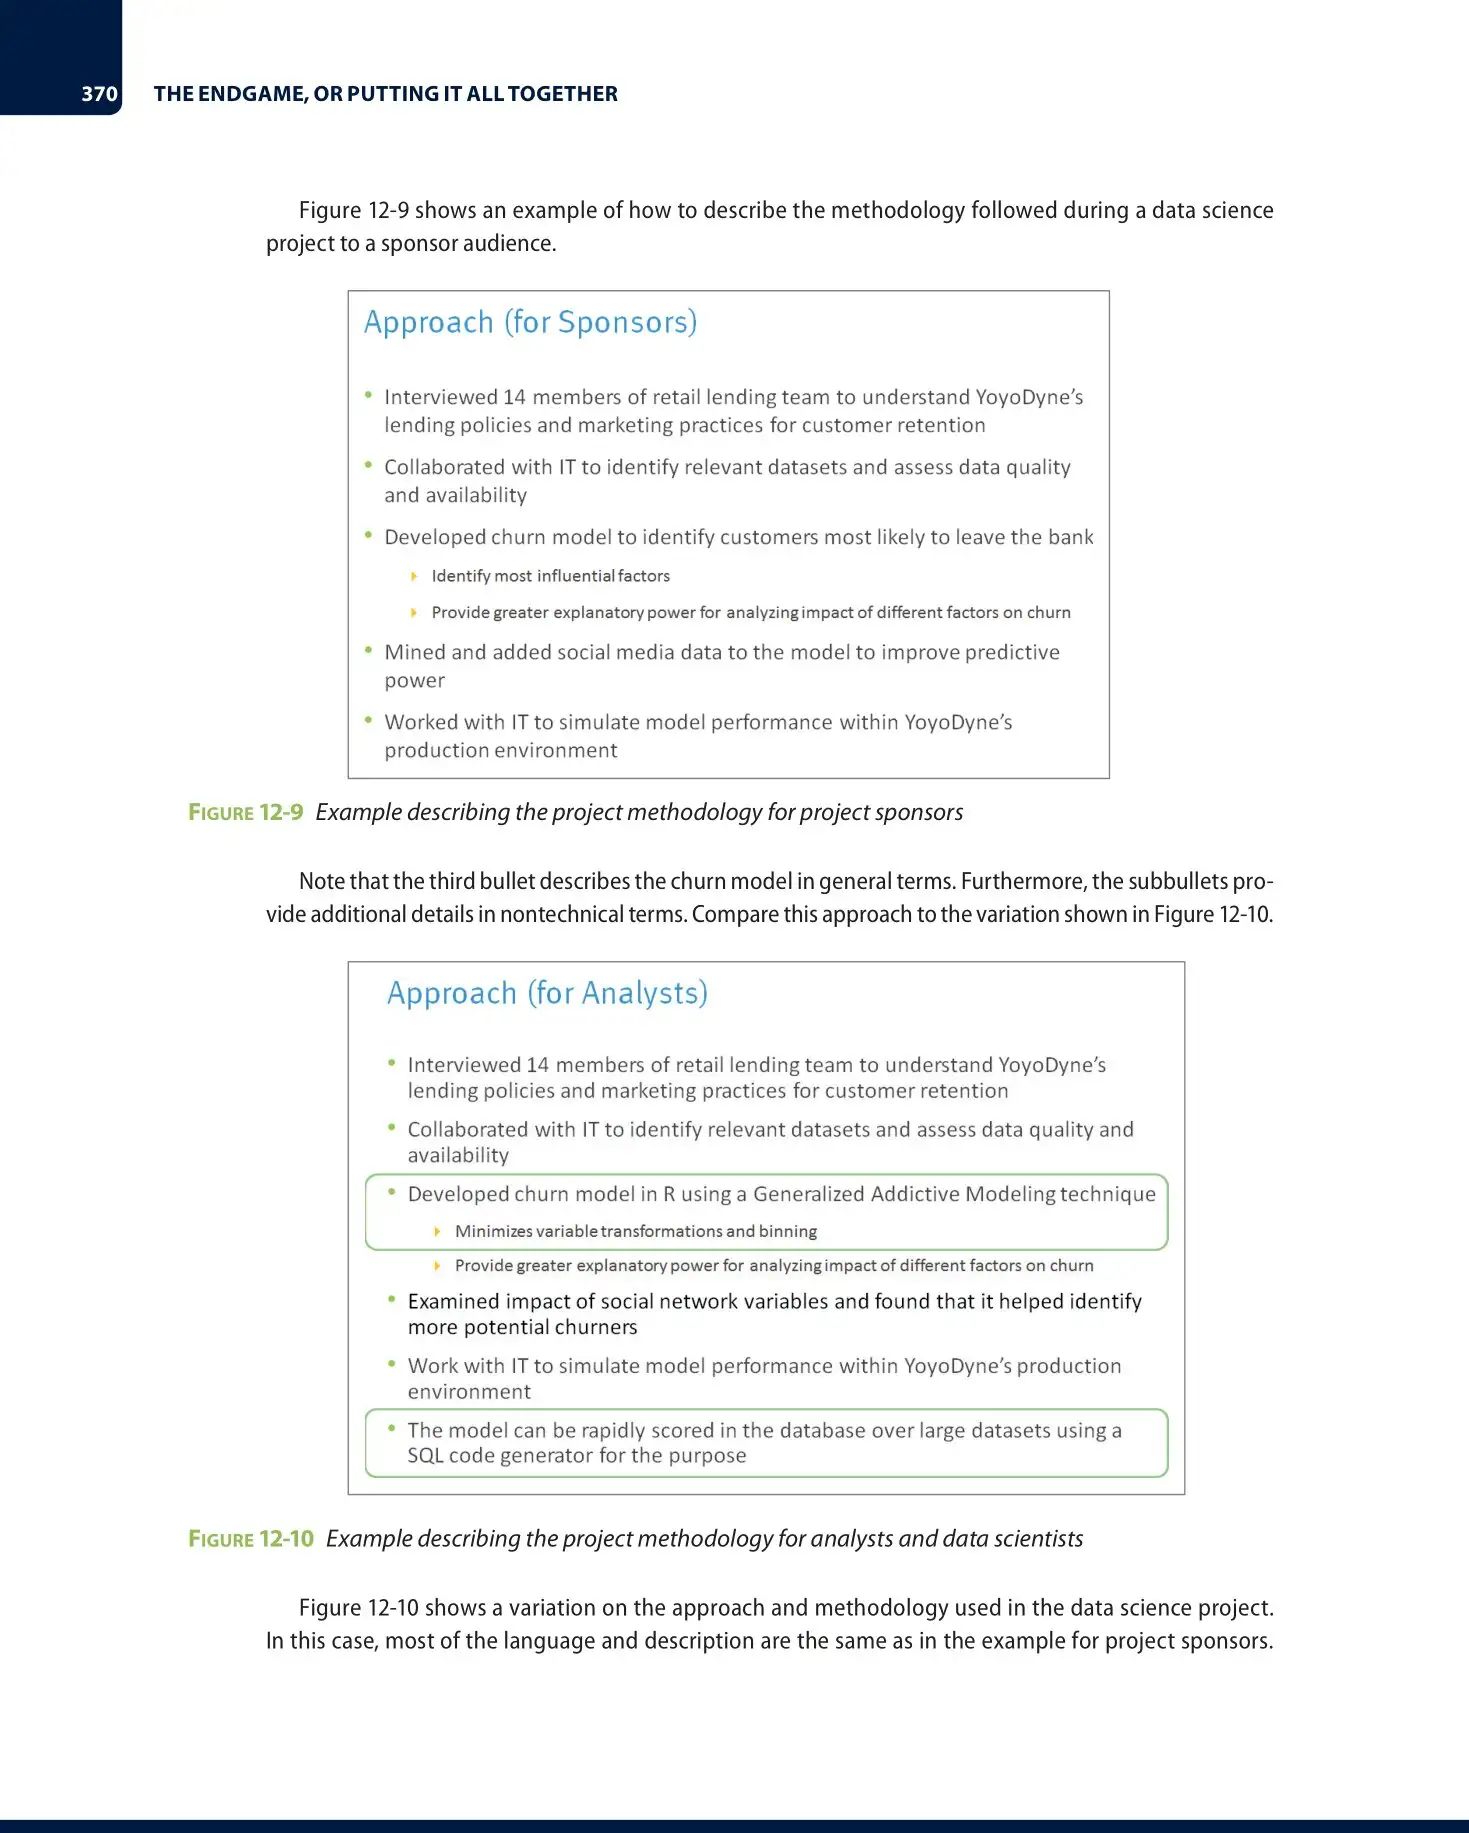 370 THE ENDGAME, OR PUTTING IT ALL TOGETHER
Figure 12-9 shows an example of how to describe the methodology followed during a data science
project to a sponsor audience.
Approach (for Sponsors)
• Interviewed 14 members of retail lending team to understand YoyoDyne’s
lending policies and marketing practices for customer retention
• Collaborated with IT to identify relevant datasets and assess data quality
and availability
• Developed churn model to identify customers most likely to leave the bank
Identify most influential factors
Provide greater explanatory power for analyzing impact of different factors on churn
• Mined and added social media data to the model to improve predictive
power
• Worked with IT to simulate model performance within YoyoDyne’s
production environment
FIGURE 12-9 Example describing the project methodology for project sponsors
Note that the third bullet describes the churn model in general terms. Furthermore, the subbullets pro-
vide additional details in nontechnical terms. Compare this approach to the variation shown in Figure 12-10.
Approach (for Analysts)
• Interviewed 14 members of retail lending team to understand YoyoDyne’s
lending policies and marketing practices for customer retention
• Collaborated with IT to identify relevant datasets and assess data quality and
availability
• Developed churn model in R using a Generalized Addictive Modeling technique
Minimizes variable transformations and binning
Provide greater explanatory power for analyzing impact of different factors on churn
• Examined impact of social network variables and found that it helped identify
more potential churners
• Work with IT to simulate model performance within YoyoDyne’s production
environment
• The model can be rapidly scored in the database over large datasets using a
SQL code generator for the purpose
FIGURE 12-10 Example describing the project methodology for analysts and data scientists
Figure 12-10 shows a variation on the approach and methodology used in the data science project.
In this case, most of the language and description are the same as in the example for project sponsors.